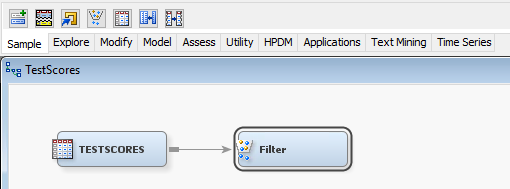 Sample Explore Modify Model Assess Utility HPDM Applications Text Mining Time Series
TestScores
TESTSCORES Filter